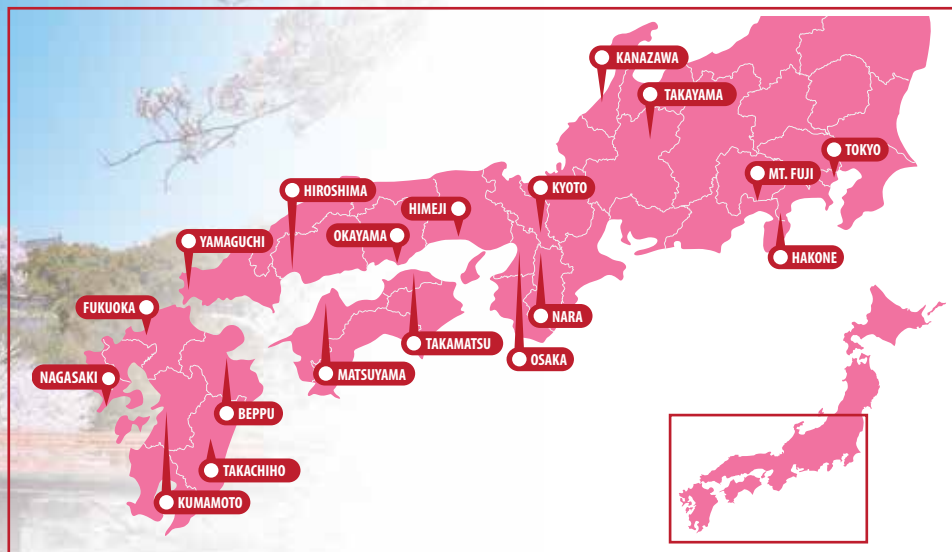 KANAZAWA
TAKAYAMA
TOKYO
MT. FUJI
HIROSHIMA
KYOTO
HIMEJI
OKAYAMA
YAMAGUCHI
HAKONE
FUKUOKA
NARA
TAKAMATSU
OSAKA
NAGASAKI
MATSUYAMA
BEPPU
TAKACHIHO
KUMAMOTO